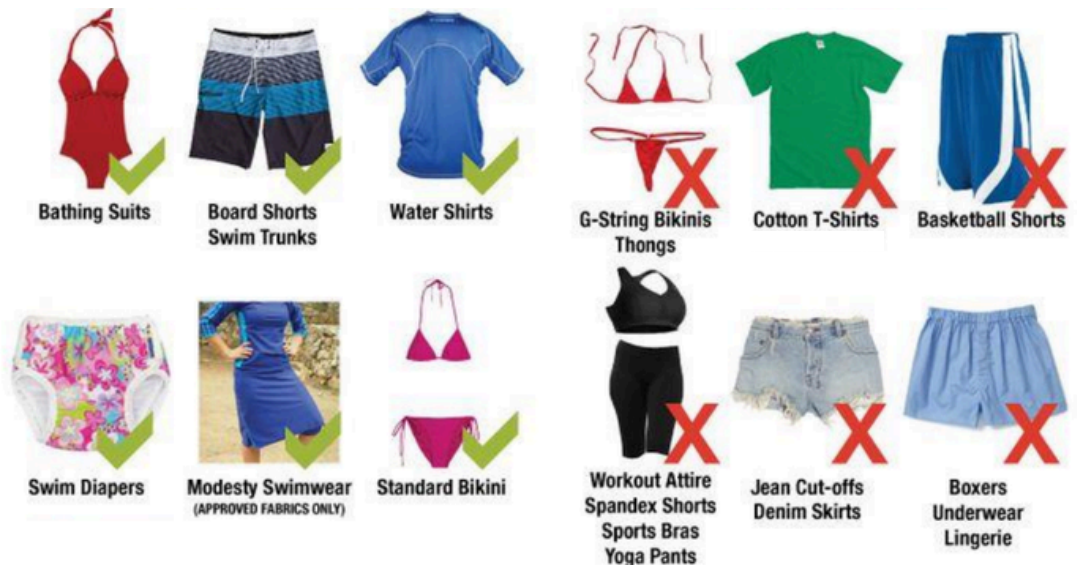 Bathing Suits
Board Shorts
Swim Trunks
Water Shirts
G-String Bikinis
Thongs
Cotton T-Shirts
Basketball Shorts
Swim Diapers
Modesty Swimwear
(APPROVED FABRICS ONLY)
Standard Bikini
Workout Attire
Spandex Shorts
Sports Bras
Yoga Pants
Jean Cut-offs
Denim Skirts
Boxers
Underwear
Lingerie